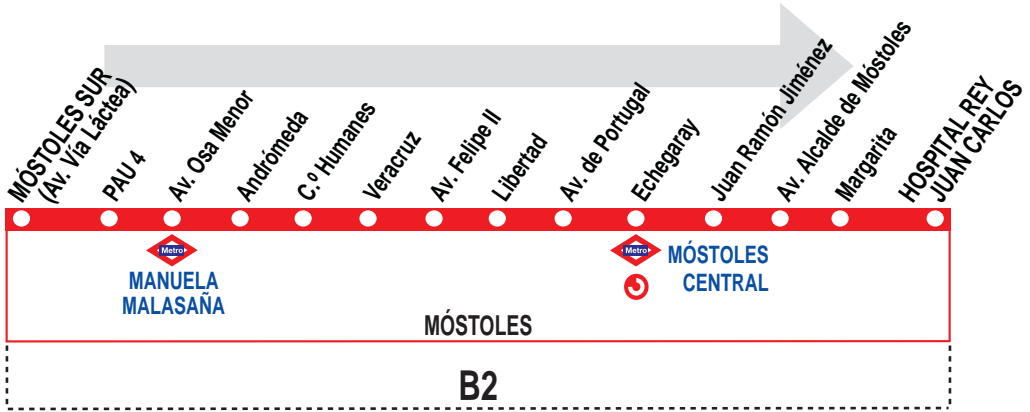 MÓSTOLES SUR
(Av. Vía Láctea)
PAU 4
Av. Osa Menor
Andrómeda
C.º Humanes
Veracruz
Av. Felipe II
Libertad
Av. de Portugal
Echegaray
Juan Ramón Jiménez
Av. Alcalde de Móstoles
Margarita
HOSPITAL REY
JUAN CARLOS
Metro
MANUELA
MALASAÑA
Metro
MÓSTOLES
CENTRAL
MÓSTOLES
B2